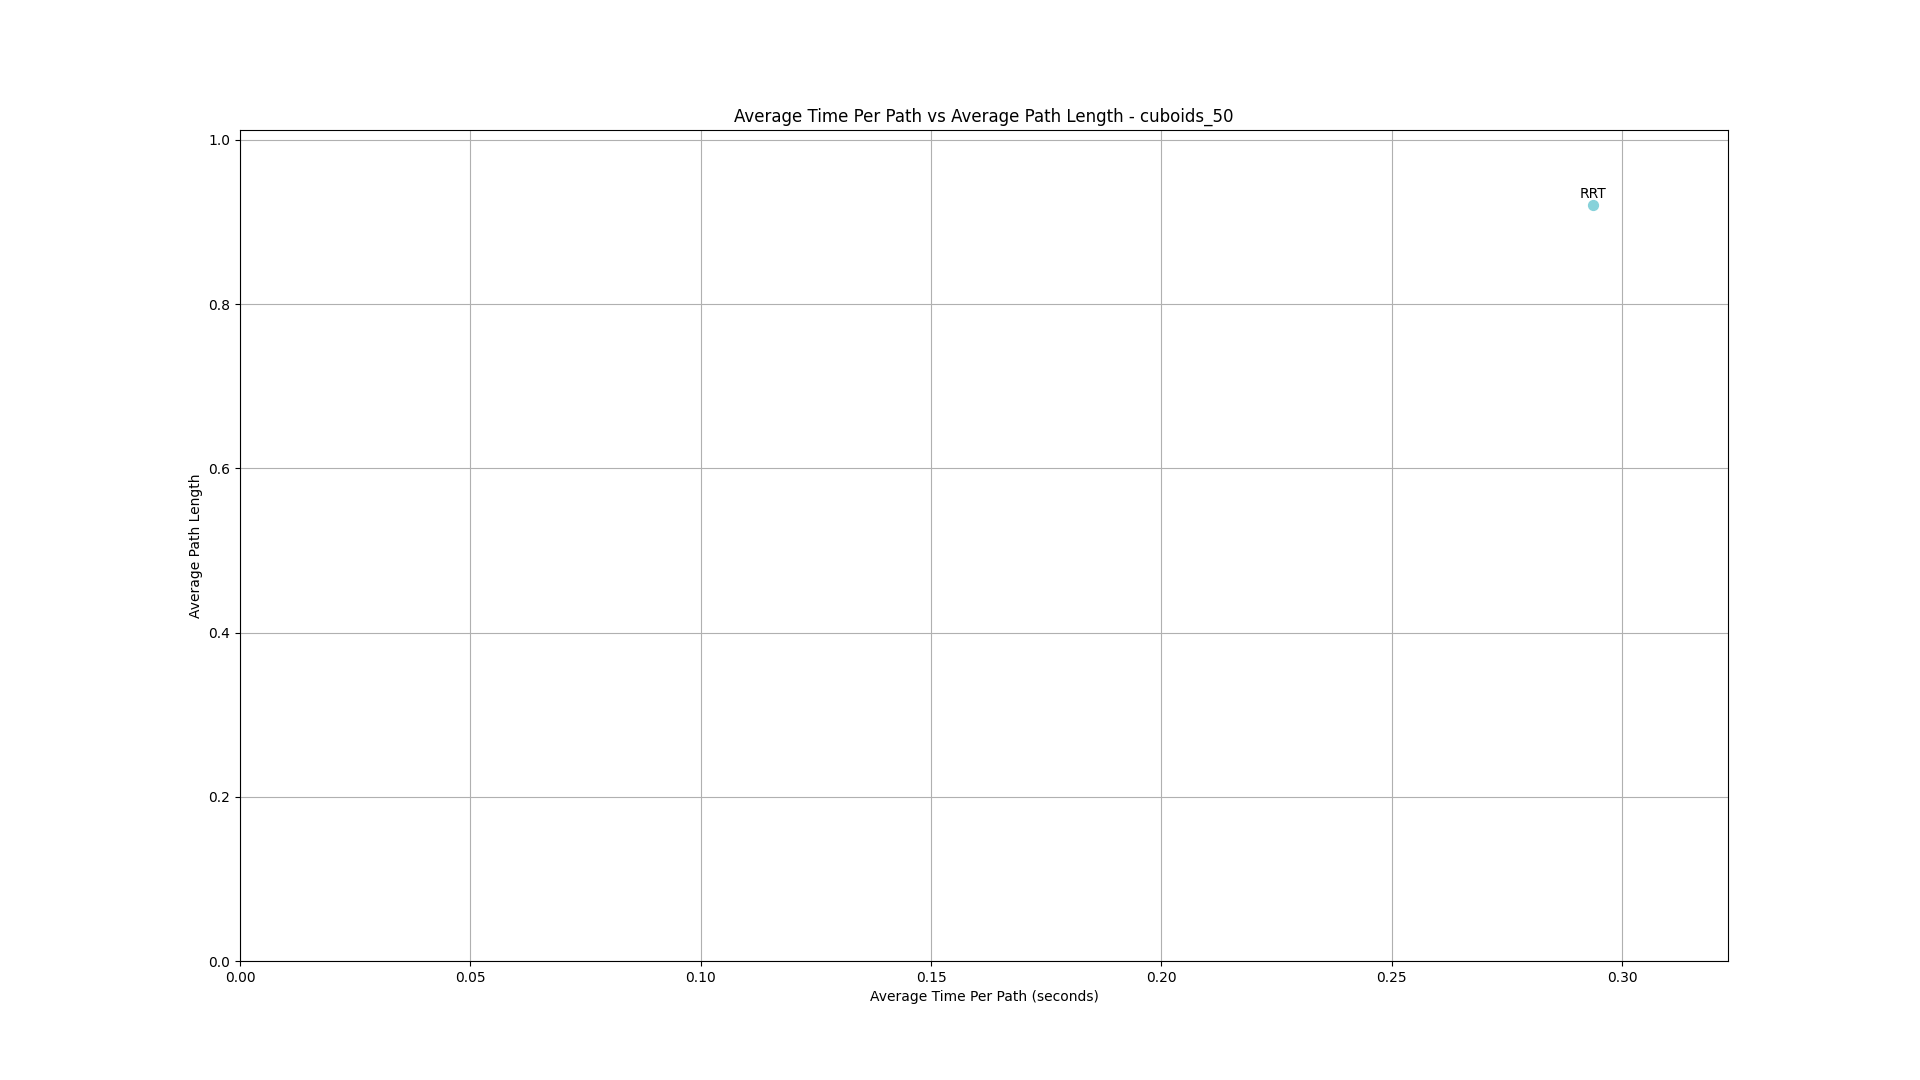 Average Time Per Path vs Average Path Length - cuboids_50
1.0
RRT
0.8
0.6
Average Path Length
0.4
0.2
0.0
0.00 0.05 0.10 0.15 0.20 0.25 0.30
Average Time Per Path (seconds)